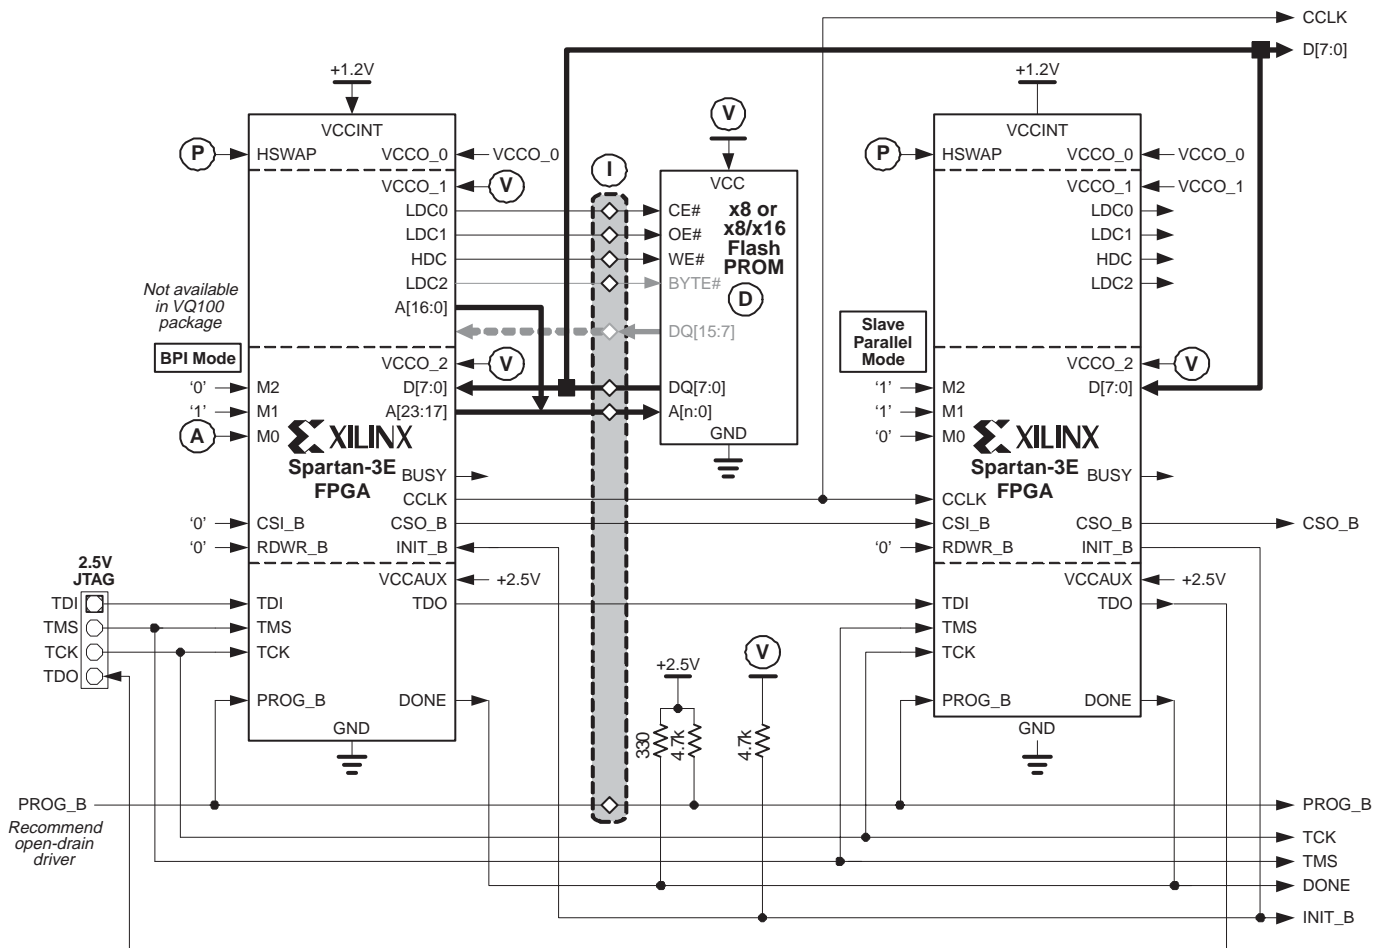 CCLK
D[7:0]
+1.2V
VCCINT
P
HSWAP
VCCO_0
VCCO_0
VCCO_1
V
LDC0
LDC1
HDC
LDC2
A[16:0]
Not available
in VQ100
package
BPI Mode
VCCO_2
V
‘0’
M2
D[7:0]
‘1’
M1
A[23:17]
A
M0
XILINX
Spartan-3E
FPGA
BUSY
CCLK
‘0’
CSI_B
CSO_B
‘0’
RDWR_B
INIT_B
2.5V
JTAG
VCCAUX
+2.5V
TDI
TDI
TDO
TMS
TMS
TCK
TCK
TDO
PROG_B
DONE
GND
PROG_B
Recommend
open-drain
driver
I
V
VCC
CE#
x8 or
OE#
x8/x16
WE#
Flash
PROM
BYTE#
D
DQ[15:7]
DQ[7:0]
A[n:0]
GND
+2.5V
V
330
4.7k
4.7k
+1.2V
VCCINT
P
HSWAP
VCCO_0
VCCO_0
VCCO_1
VCCO_1
LDC0
LDC1
HDC
LDC2
Slave
Parallel
Mode
VCCO_2
V
‘1’
M2
D[7:0]
‘1’
M1
‘0’
M0
XILINX
Spartan-3E
FPGA
BUSY
CCLK
CSI_B
CSO_B
CSO_B
‘0’
RDWR_B
INIT_B
VCCAUX
+2.5V
TDI
TDO
TMS
TCK
PROG_B
DONE
GND
PROG_B
TCK
TMS
DONE
INIT_B